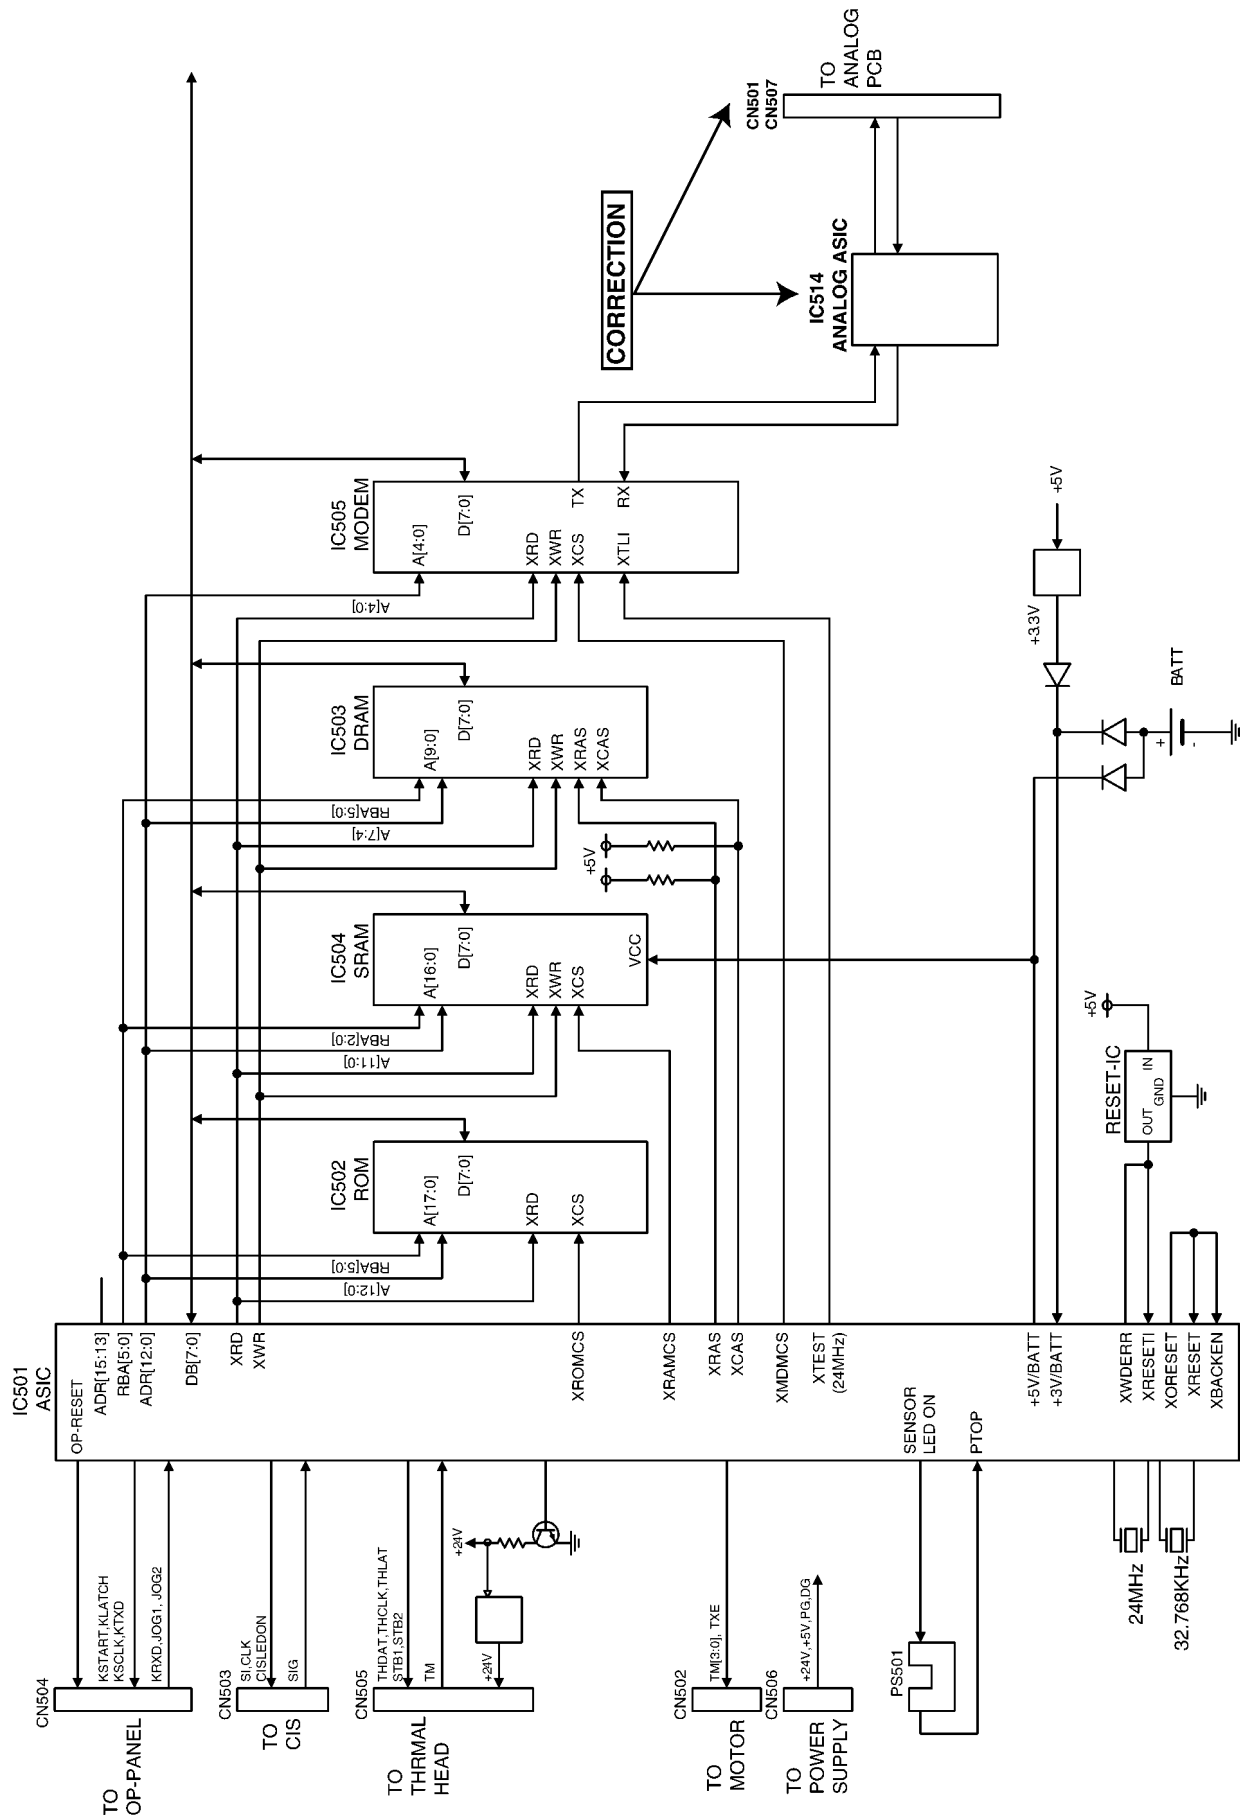 IC501
ASIC
OP-RESET
ADR[15:13]
RBA[5:0]
ADR[12:0]
DB[7:0]
XRD
XWR
XROMCS
XRAMCS
XRAS
XCAS
XMDMCS
XTEST
(24MHz)
SENSOR
LED ON
PTOP
+5V/BATT
+3V/BATT
XWDERR
XRESETI
XORESET
XRESET
XBACKEN
CN504
TO
OP-PANEL
KSTART,KLATCH
KSCLK,KTXD
KRXD,JOG1, JOG2
CN503
TO
CIS
SI,CLK
CISLEDON
SIG
CN505
TO
THRMAL
HEAD
THDAT,THCLK,THLAT
STB1,STB2
TM
+24V
+24V
CN502
TO
MOTOR
TM[3:0], TXE
CN506
TO
POWER
SUPPLY
+24V,+5V,PG,DG
PS501
24MHz
32.768KHz
IC502
ROM
A[17:0]
D[7:0]
XRD
XCS
RBA[5:0]
A[12:0]
IC504
SRAM
A[16:0]
D[7:0]
XRD
XWR
XCS
VCC
RBA[2:0]
A[11:0]
IC503
DRAM
A[9:0]
D[7:0]
XRD
XWR
XRAS
XCAS
RBA[5:0]
A[7:4]
+5V
IC505
MODEM
A[4:0]
D[7:0]
XRD
XWR
XCS
XTLI
TX
RX
A[4:0]
RESET-IC
OUT
GND
IN
+5V
+3.3V
+5V
BATT
+
-
CORRECTION
IC514
ANALOG ASIC
CN501
CN507
TO
ANALOG
PCB